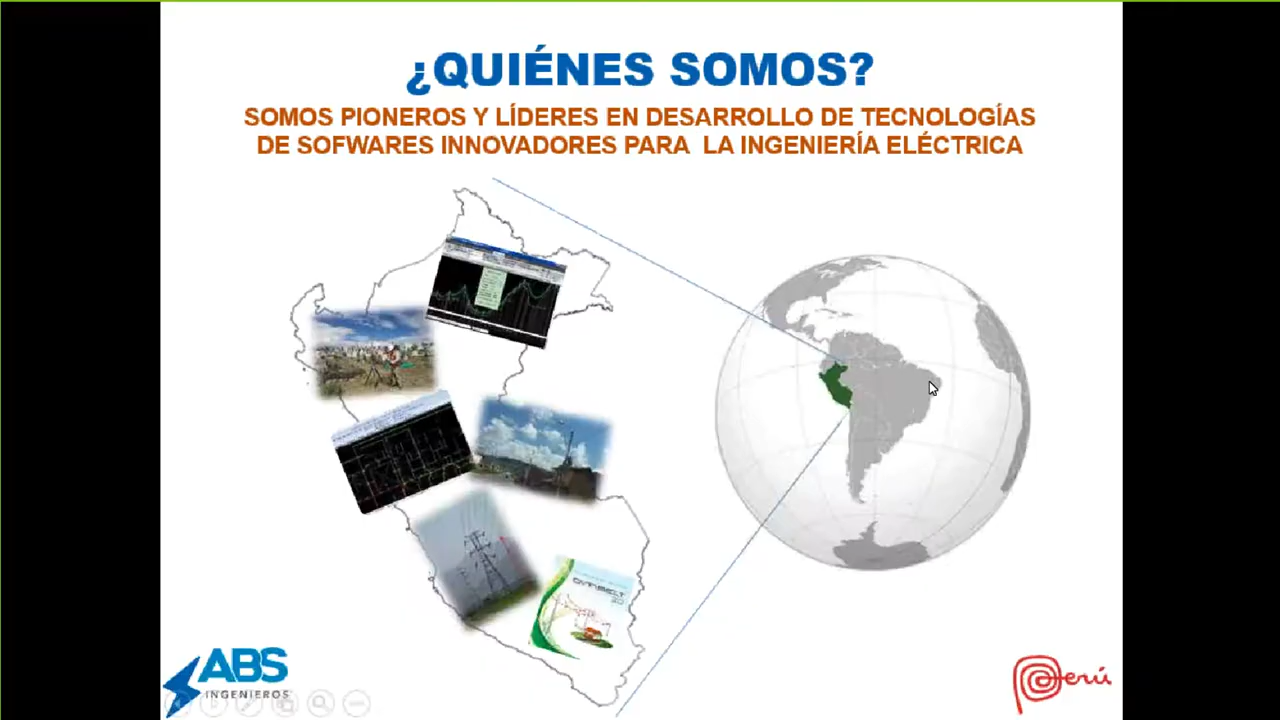 ¿QUIÉNES SOMOS?
SOMOS PIONEROS Y LÍDERES EN DESARROLLO DE TECNOLOGÍAS
DE SOFWARES INNOVADORES PARA LA INGENIERÍA ELÉCTRICA
ABS
INGENIEROS
Perú